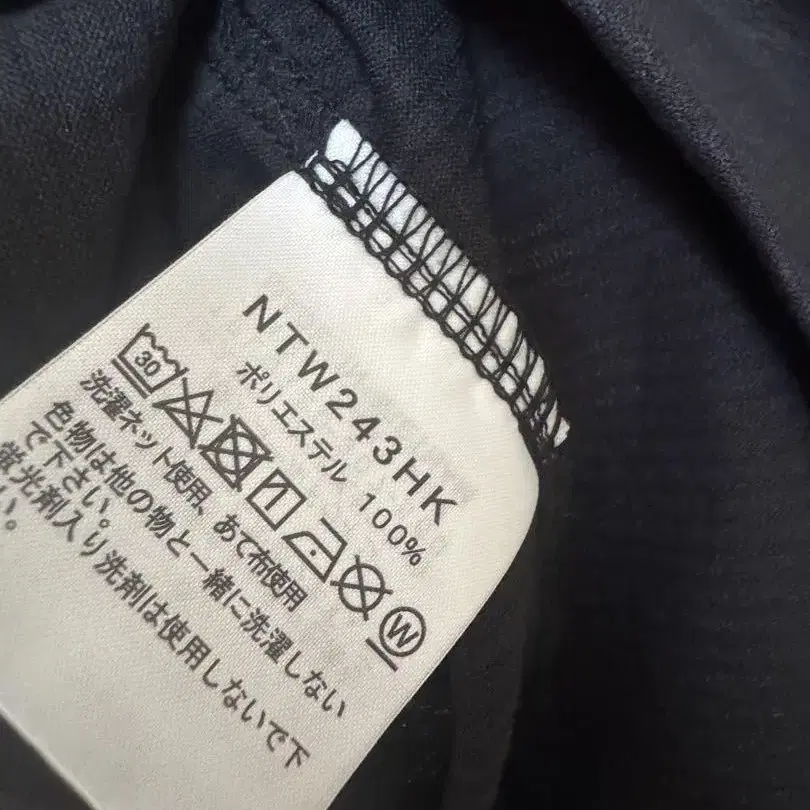 NTW243HK
ポリエステル 100%
30
W
洗濯ネット使用、あて布使用
色物は他の物と一緒に洗濯しない
で下さい。
蛍光剤入り洗剤は使用しないで下
い。